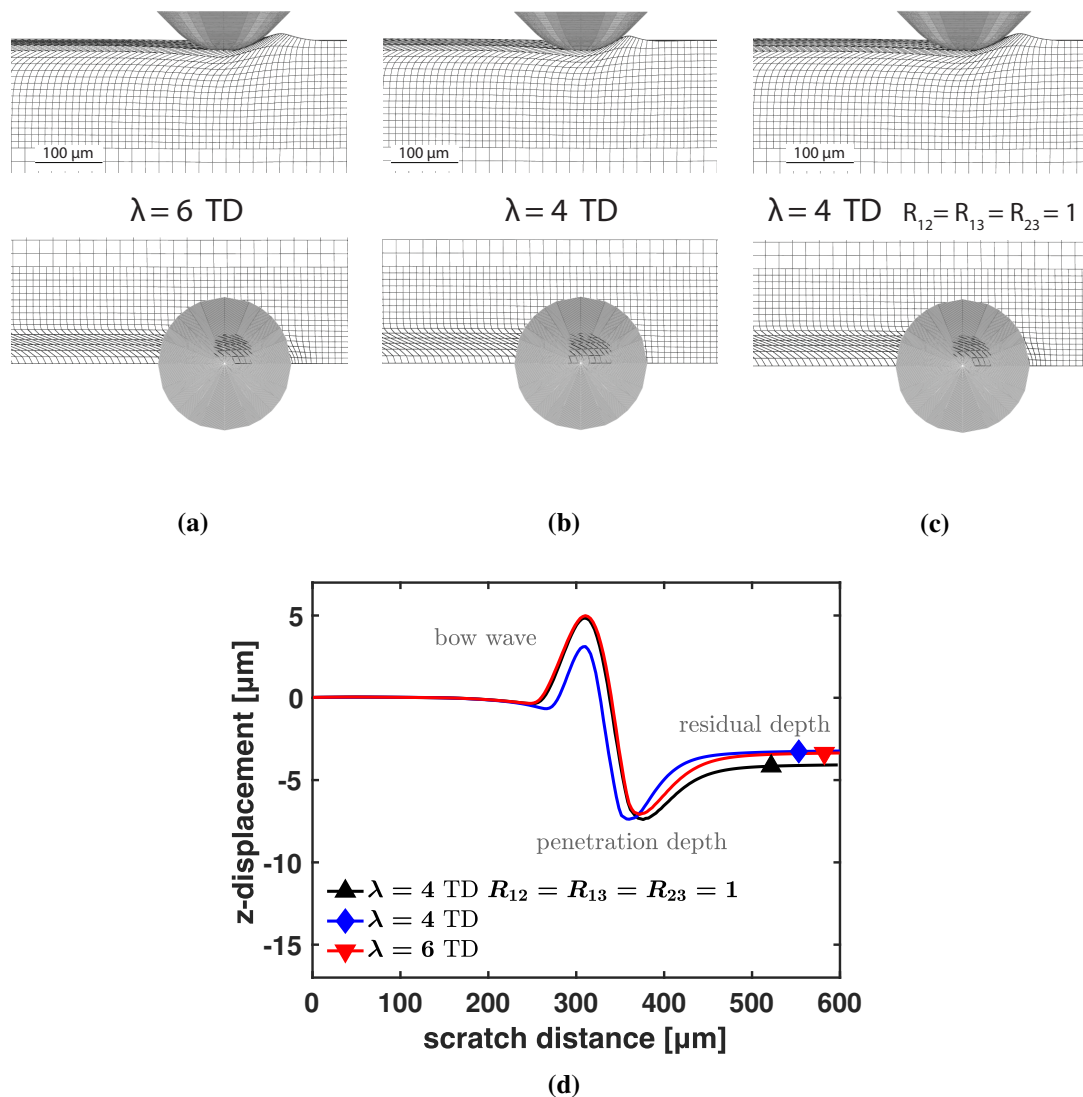 100 µm
100 µm
100 µm
λ = 6 TD
λ = 4 TD
λ = 4 TD R12 = R13 = R23 = 1
(a)
(b)
(c)
5
0
-5
-10
-15
z-displacement [µm]
bow wave
residual depth
penetration depth
λ = 4 TD R12 = R13 = R23 = 1
λ = 4 TD
λ = 6 TD
0 100 200 300 400 500 600
scratch distance [µm]
(d)